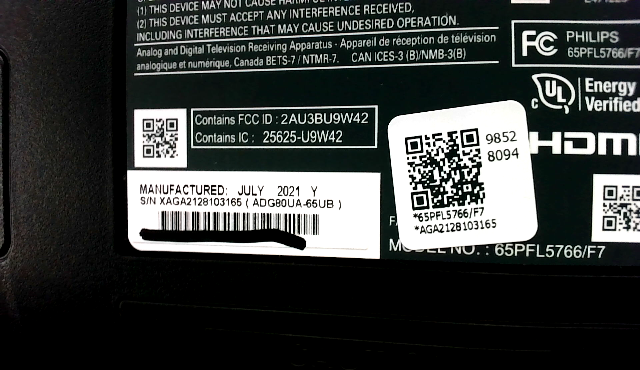 (1) THIS DEVICE MAY NOT CAUSE HARMFUL INTERFERENCE, AND
(2) THIS DEVICE MUST ACCEPT ANY INTERFERENCE RECEIVED,
INCLUDING INTERFERENCE THAT MAY CAUSE UNDESIRED OPERATION.
Analog and Digital Television Receiving Apparatus - Appareil de réception de télévision
analogique et numérique, Canada BETS-7 / NTMR-7. CAN ICES-3 (B)/NMB-3(B)
FC PHILIPS
65PFL5766/F7
c UL Energy
Verified
HDMI
Contains FCC ID : 2AU3BU9W42
Contains IC : 25625-U9W42
9852
8094
*65PFL5766/F7
*AGA2128103165
MANUFACTURED: JULY 2021 Y
S/N XAGA2128103165 ( ADG80UA-65UB )
MODEL NO. : 65PFL5766/F7